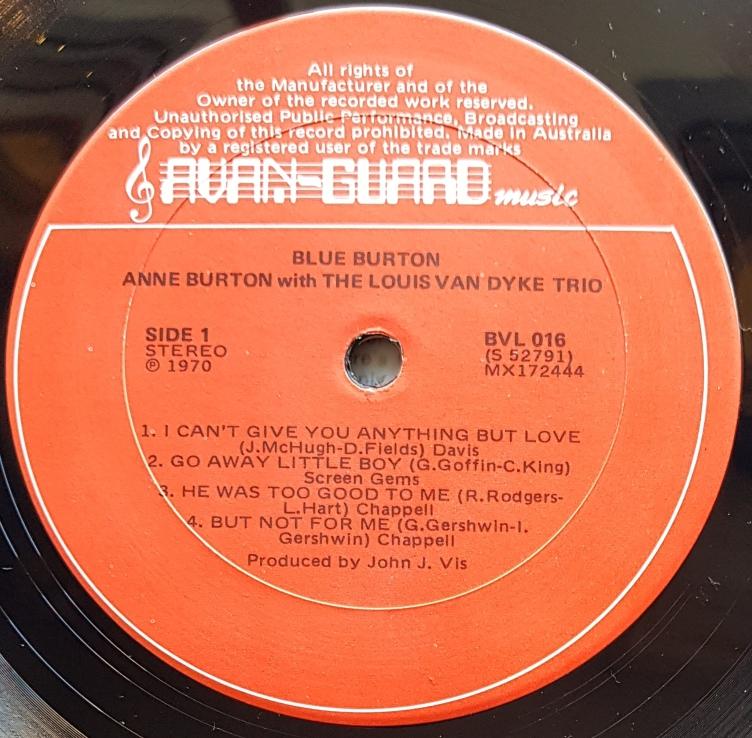 All rights of
the Manufacturer and of the
Owner of the recorded work reserved.
Unauthorised Public Performance, Broadcasting
and Copying of this record prohibited. Made in Australia
by a registered user of the trade marks
AVAN-GUARD music
BLUE BURTON
ANNE BURTON with THE LOUIS VAN DYKE TRIO
SIDE 1
STEREO
℗ 1970
BVL 016
(S 52791)
MX172444
1. I CAN'T GIVE YOU ANYTHING BUT LOVE
(J.McHugh-D.Fields) Davis
2. GO AWAY LITTLE BOY (G.Goffin-C.King)
Screen Gems
3. HE WAS TOO GOOD TO ME (R.Rodgers-
L.Hart) Chappell
4. BUT NOT FOR ME (G.Gershwin-I.
Gershwin) Chappell
Produced by John J. Vis